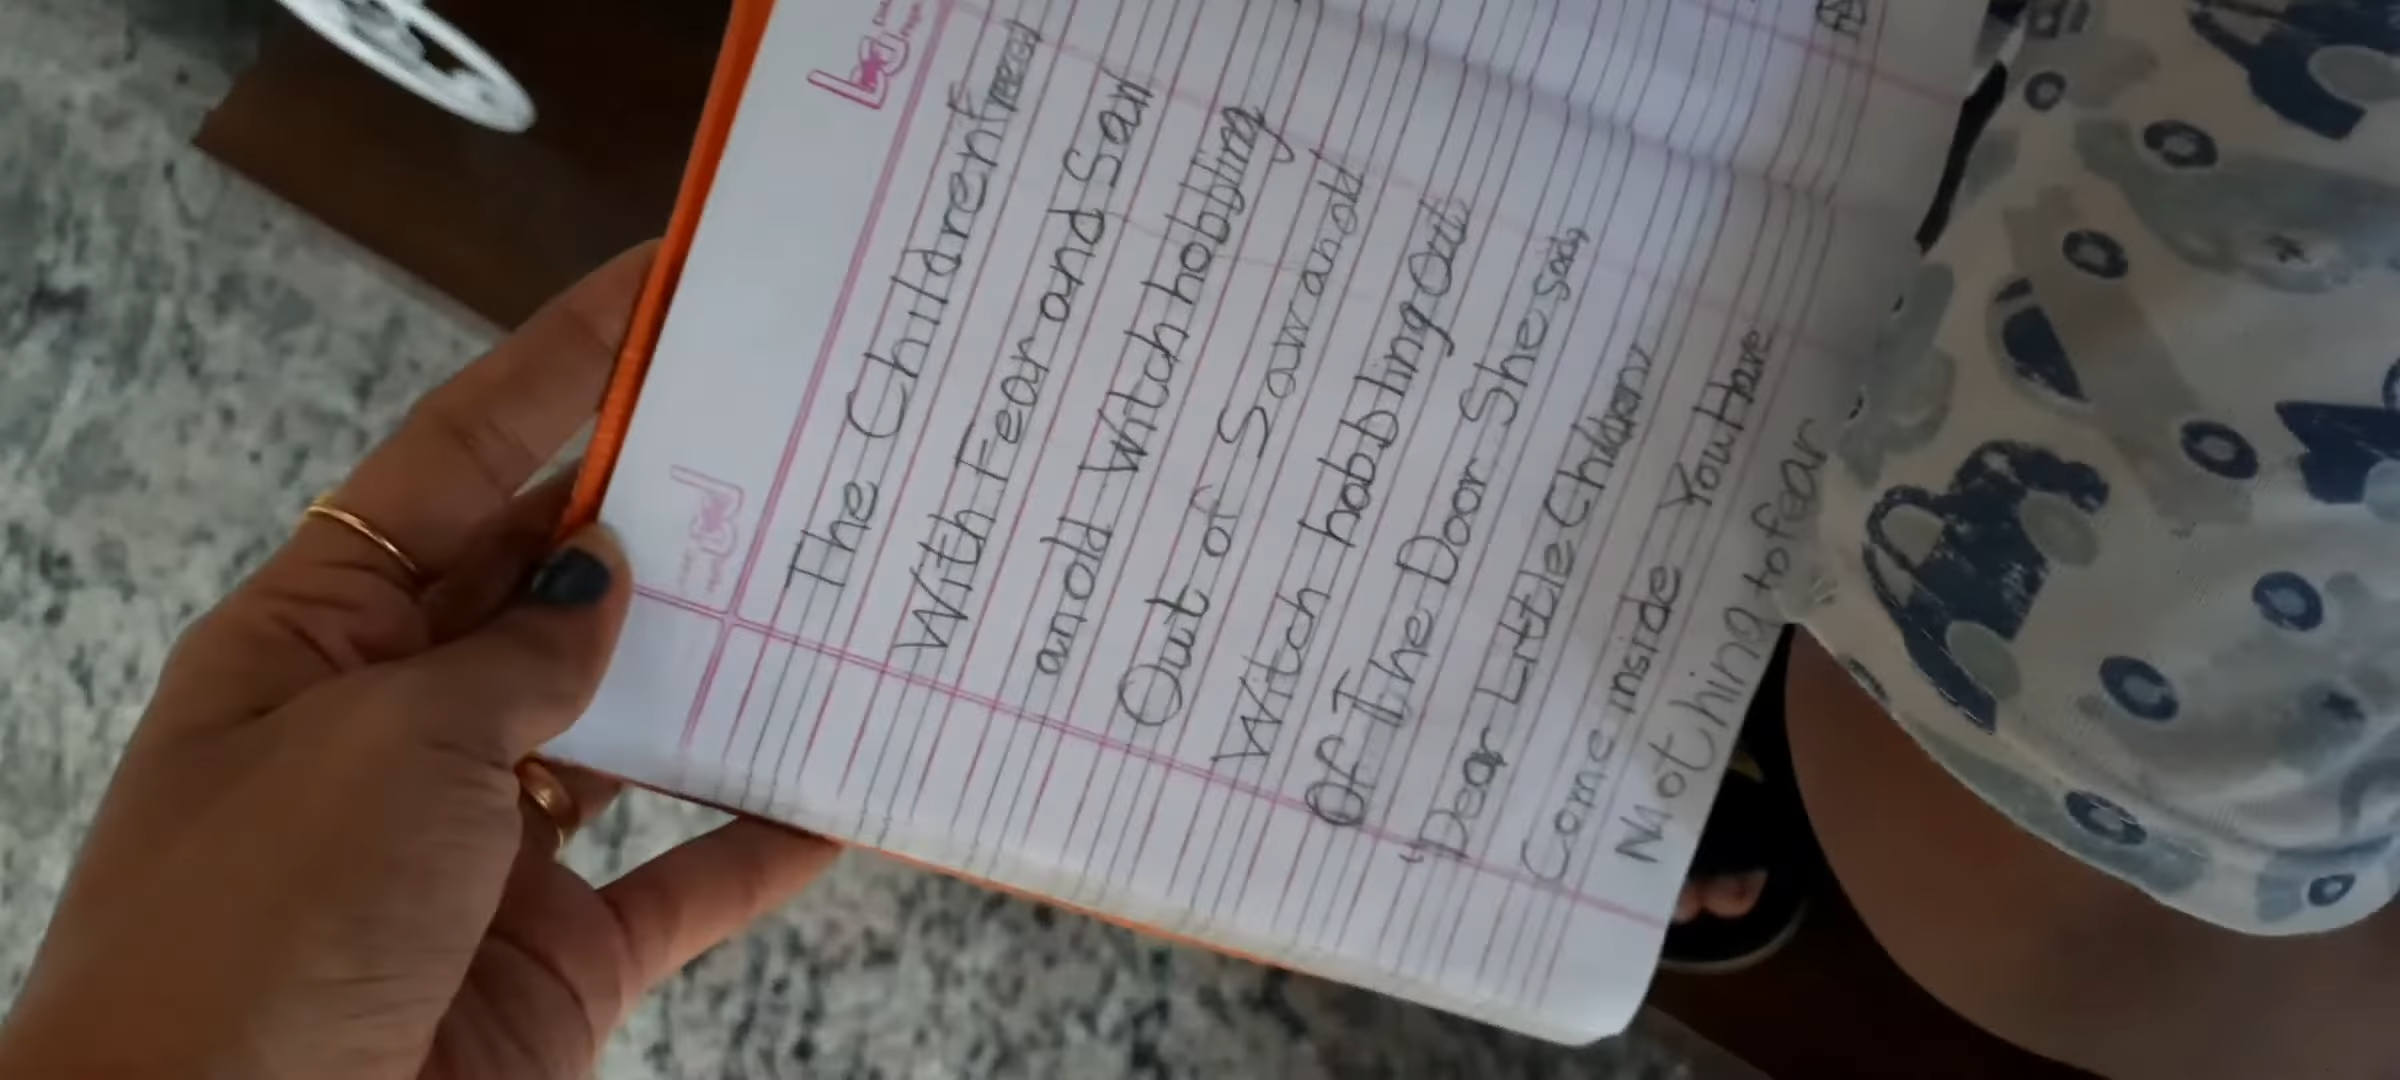 The Children
With Fear and Saw
an old Witch hobbling
Out of Saw an old
Witch hobbling Out
Of The Door She said,
"Dear Little Children
Come inside You Have
Nothing to fear